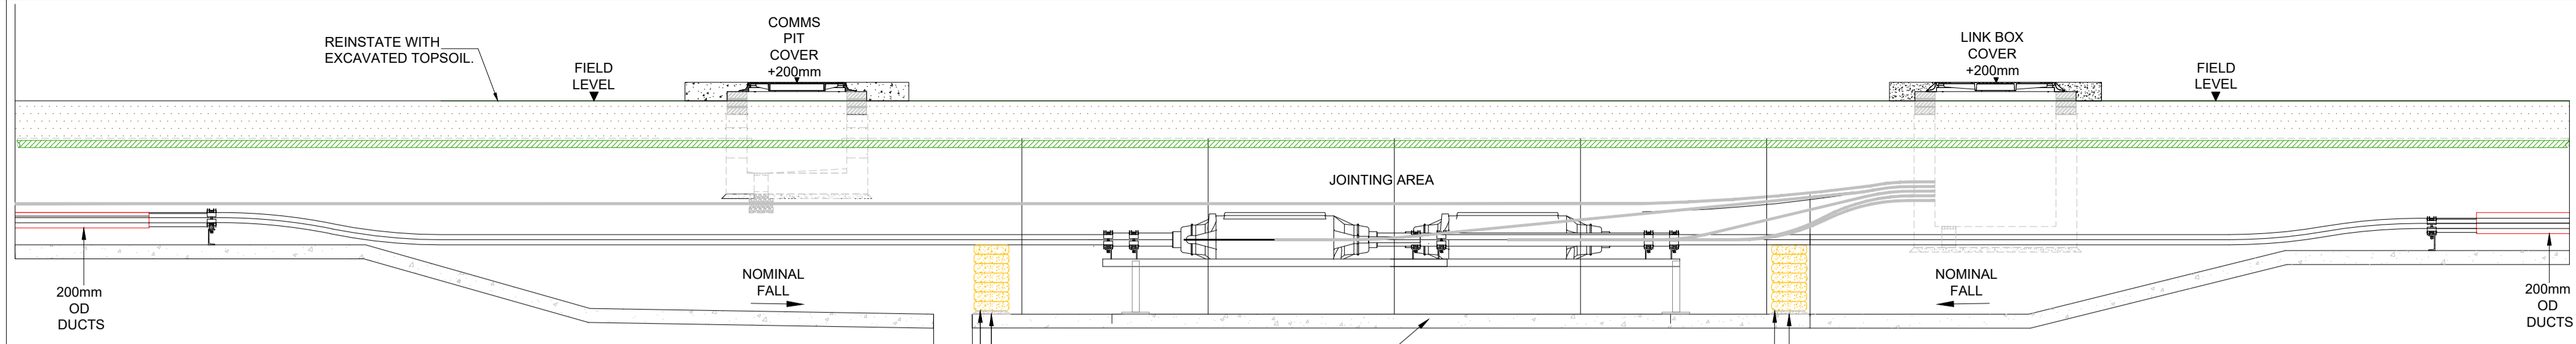 COMMS
PIT
COVER
+200mm
REINSTATE WITH
EXCAVATED TOPSOIL.
FIELD
LEVEL
LINK BOX
COVER
+200mm
FIELD
LEVEL
JOINTING AREA
NOMINAL
FALL
NOMINAL
FALL
200mm
OD
DUCTS
200mm
OD
DUCTS